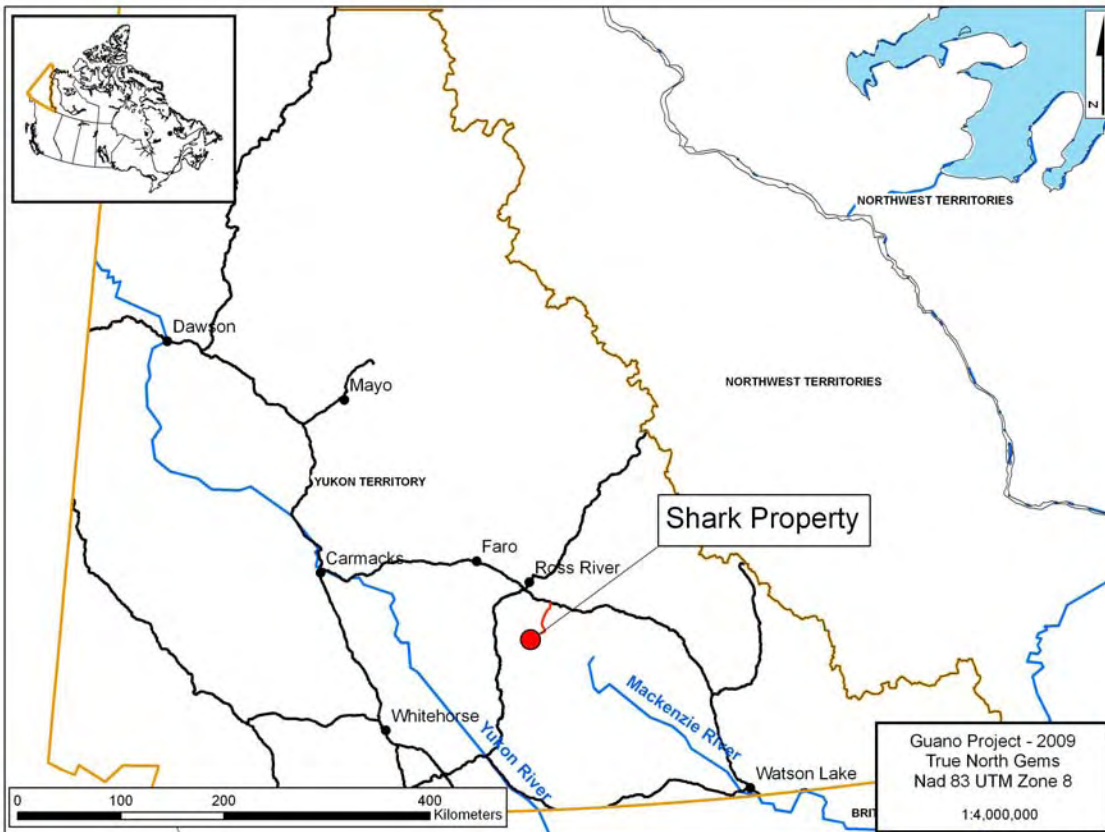 N
NORTHWEST TERRITORIES
Dawson
Mayo
NORTHWEST TERRITORIES
YUKON TERRITORY
Shark Property
Faro
Carmacks
Ross River
Mackenzie River
Whitehorse
Yukon River
Watson Lake
BRIT
Guano Project - 2009
True North Gems
Nad 83 UTM Zone 8
1:4,000,000
0 100 200 400
Kilometers